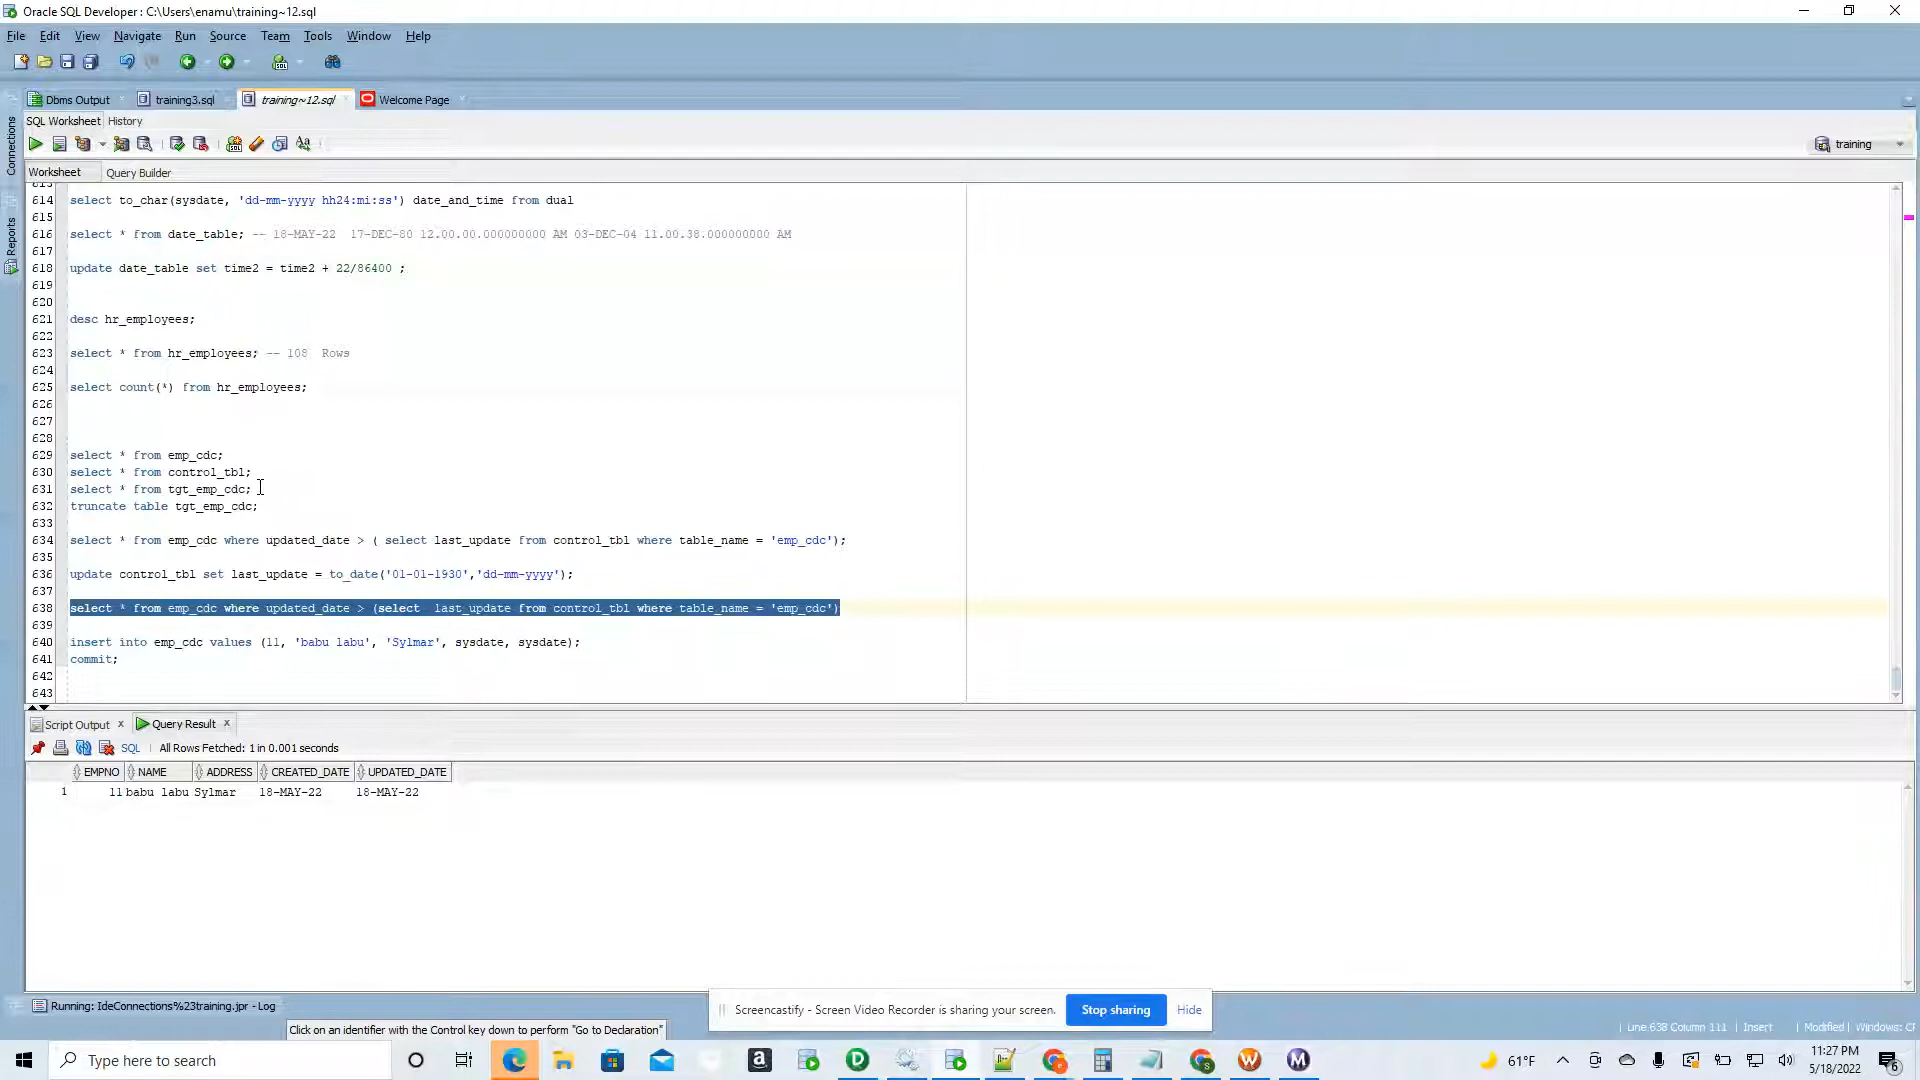 Oracle SQL Developer : C:\Users\enamu\training~12.sql
File Edit View Navigate Run Source Team Tools Window Help
Dbms Output training3.sql training~12.sql Welcome Page
SQL Worksheet History
training
Worksheet Query Builder
Connections
Reports
613
614 select to_char(sysdate, 'dd-mm-yyyy hh24:mi:ss') date_and_time from dual
615
616 select * from date_table; -- 18-MAY-22 17-DEC-80 12.00.00.000000000 AM 03-DEC-04 11.00.38.000000000 AM
617
618 update date_table set time2 = time2 + 22/86400 ;
619
620
621 desc hr_employees;
622
623 select * from hr_employees; -- 108 Rows
624
625 select count(*) from hr_employees;
626
627
628
629 select * from emp_cdc;
630 select * from control_tbl;
631 select * from tgt_emp_cdc;
632 truncate table tgt_emp_cdc;
633
634 select * from emp_cdc where updated_date > ( select last_update from control_tbl where table_name = 'emp_cdc');
635
636 update control_tbl set last_update = to_date('01-01-1930','dd-mm-yyyy');
637
638 select * from emp_cdc where updated_date > (select last_update from control_tbl where table_name = 'emp_cdc')
639
640 insert into emp_cdc values (11, 'babu labu', 'Sylmar', sysdate, sysdate);
641 commit;
642
643
Script Output x Query Result x
SQL All Rows Fetched: 1 in 0.001 seconds
EMPNO NAME ADDRESS CREATED_DATE UPDATED_DATE
1 11 babu labu Sylmar 18-MAY-22 18-MAY-22
Running: IdeConnections%23training.jpr - Log
Screencastify - Screen Video Recorder is sharing your screen. Stop sharing Hide
Click on an identifier with the Control key down to perform "Go to Declaration"
Line 638 Column 111 Insert Modified Windows: CF
Type here to search
61°F
11:27 PM
5/18/2022
6